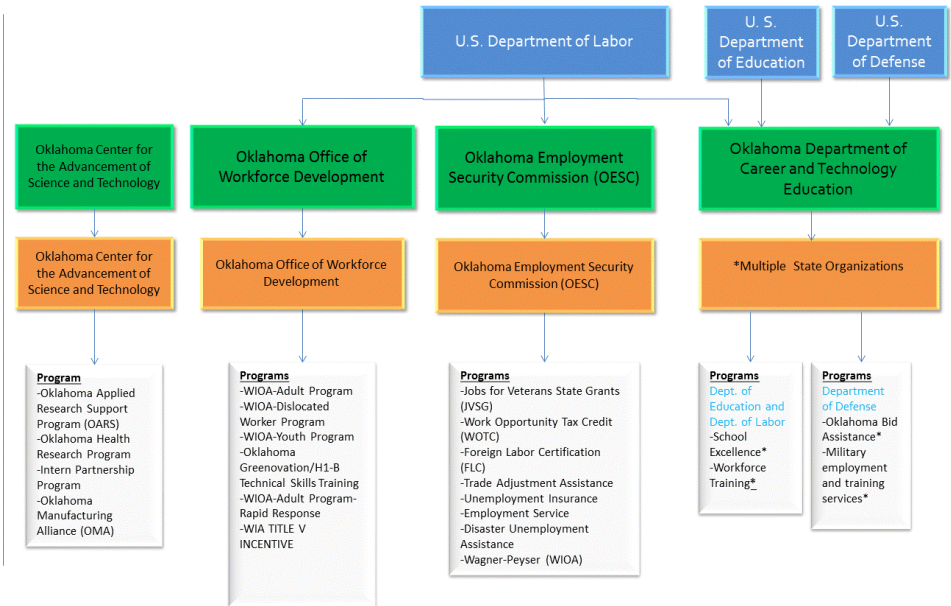 U.S. Department of Labor
U. S.
Department
of Education
U. S.
Department
of Defense
Oklahoma Center for
the Advancement of
Science and Technology
Oklahoma Office of
Workforce Development
Oklahoma Employment
Security Commission (OESC)
Oklahoma Department of
Career and Technology
Education
Oklahoma Center for
the Advancement of
Science and Technology
Oklahoma Office of Workforce
Development
Oklahoma Employment Security
Commission (OESC)
*Multiple State Organizations
Program
-Oklahoma Applied
Research Support
Program (OARS)
-Oklahoma Health
Research Program
-Intern Partnership
Program
-Oklahoma
Manufacturing
Alliance (OMA)
Programs
-WIOA-Adult Program
-WIOA-Dislocated
Worker Program
-WIOA-Youth Program
-Oklahoma
Greenovation/H1-B
Technical Skills Training
-WIOA-Adult Program-
Rapid Response
-WIA TITLE V
INCENTIVE
Programs
-Jobs for Veterans State Grants
(JVSG)
-Work Opportunity Tax Credit
(WOTC)
-Foreign Labor Certification
(FLC)
-Trade Adjustment Assistance
-Unemployment Insurance
-Employment Service
-Disaster Unemployment
Assistance
-Wagner-Peyser (WIOA)
Programs
Dept. of
Education and
Dept. of Labor
-School
Excellence*
-Workforce
Training*
Programs
Department
of Defense
-Oklahoma Bid
Assistance*
-Military
employment
and training
services*